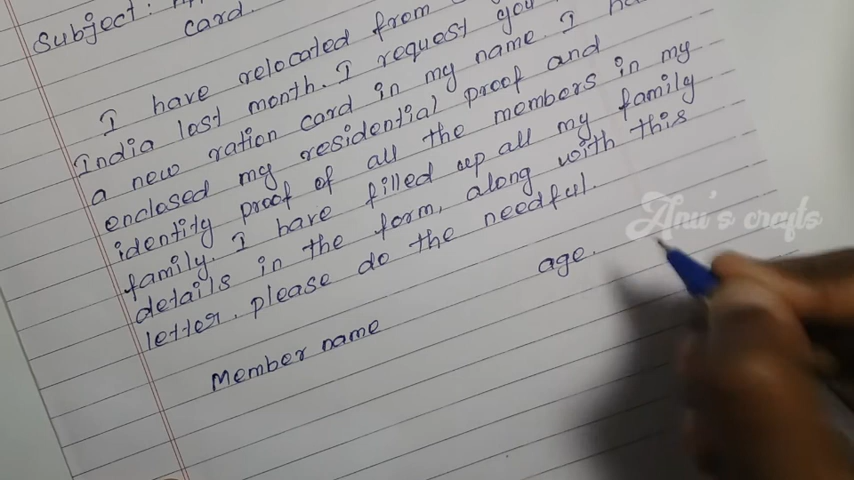 Subject:
card.
I have relocated from
India last month. I request you
a new ration card in my name. I
enclosed my residential proof and
identity proof of all the members in my
family. I have filled up all my family
details in the form, along with this
letter. please do the needful.
Member name age.
Anu's crafts